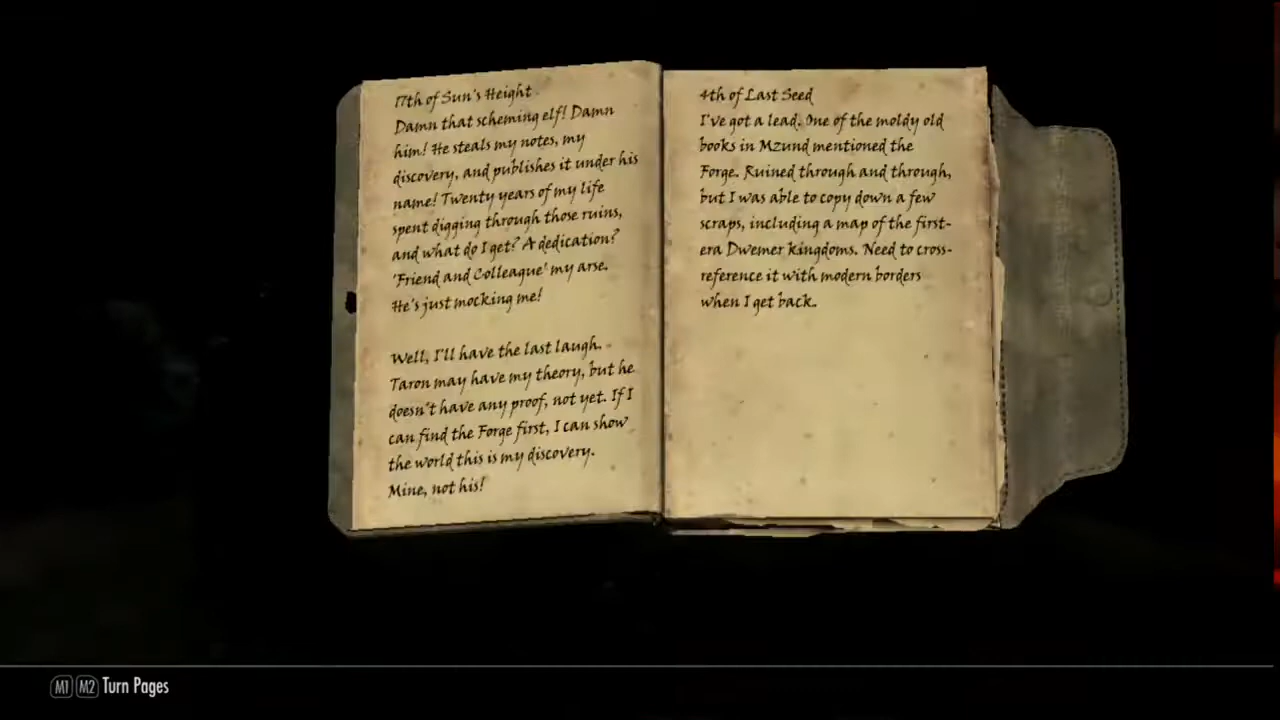 17th of Sun's Height
Damn that scheming elf! Damn
him! He steals my notes, my
discovery, and publishes it under his
name! Twenty years of my life
spent digging through those ruins,
and what do I get? A dedication?
'Friend and Colleague' my arse.
He's just mocking me!
Well, I'll have the last laugh.
Taron may have my theory, but he
doesn't have any proof, not yet. If I
can find the Forge first, I can show
the world this is my discovery.
Mine, not his!
4th of Last Seed
I've got a lead. One of the moldy old
books in Mzund mentioned the
Forge. Ruined through and through,
but I was able to copy down a few
scraps, including a map of the first-
era Dwemer kingdoms. Need to cross-
reference it with modern borders
when I get back.
M1 M2 Turn Pages